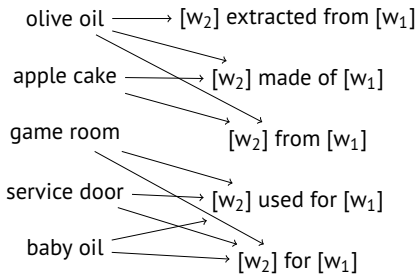 olive oil [w₂] extracted from [w₁]
apple cake [w₂] made of [w₁]
[w₂] from [w₁]
game room
service door [w₂] used for [w₁]
baby oil [w₂] for [w₁]